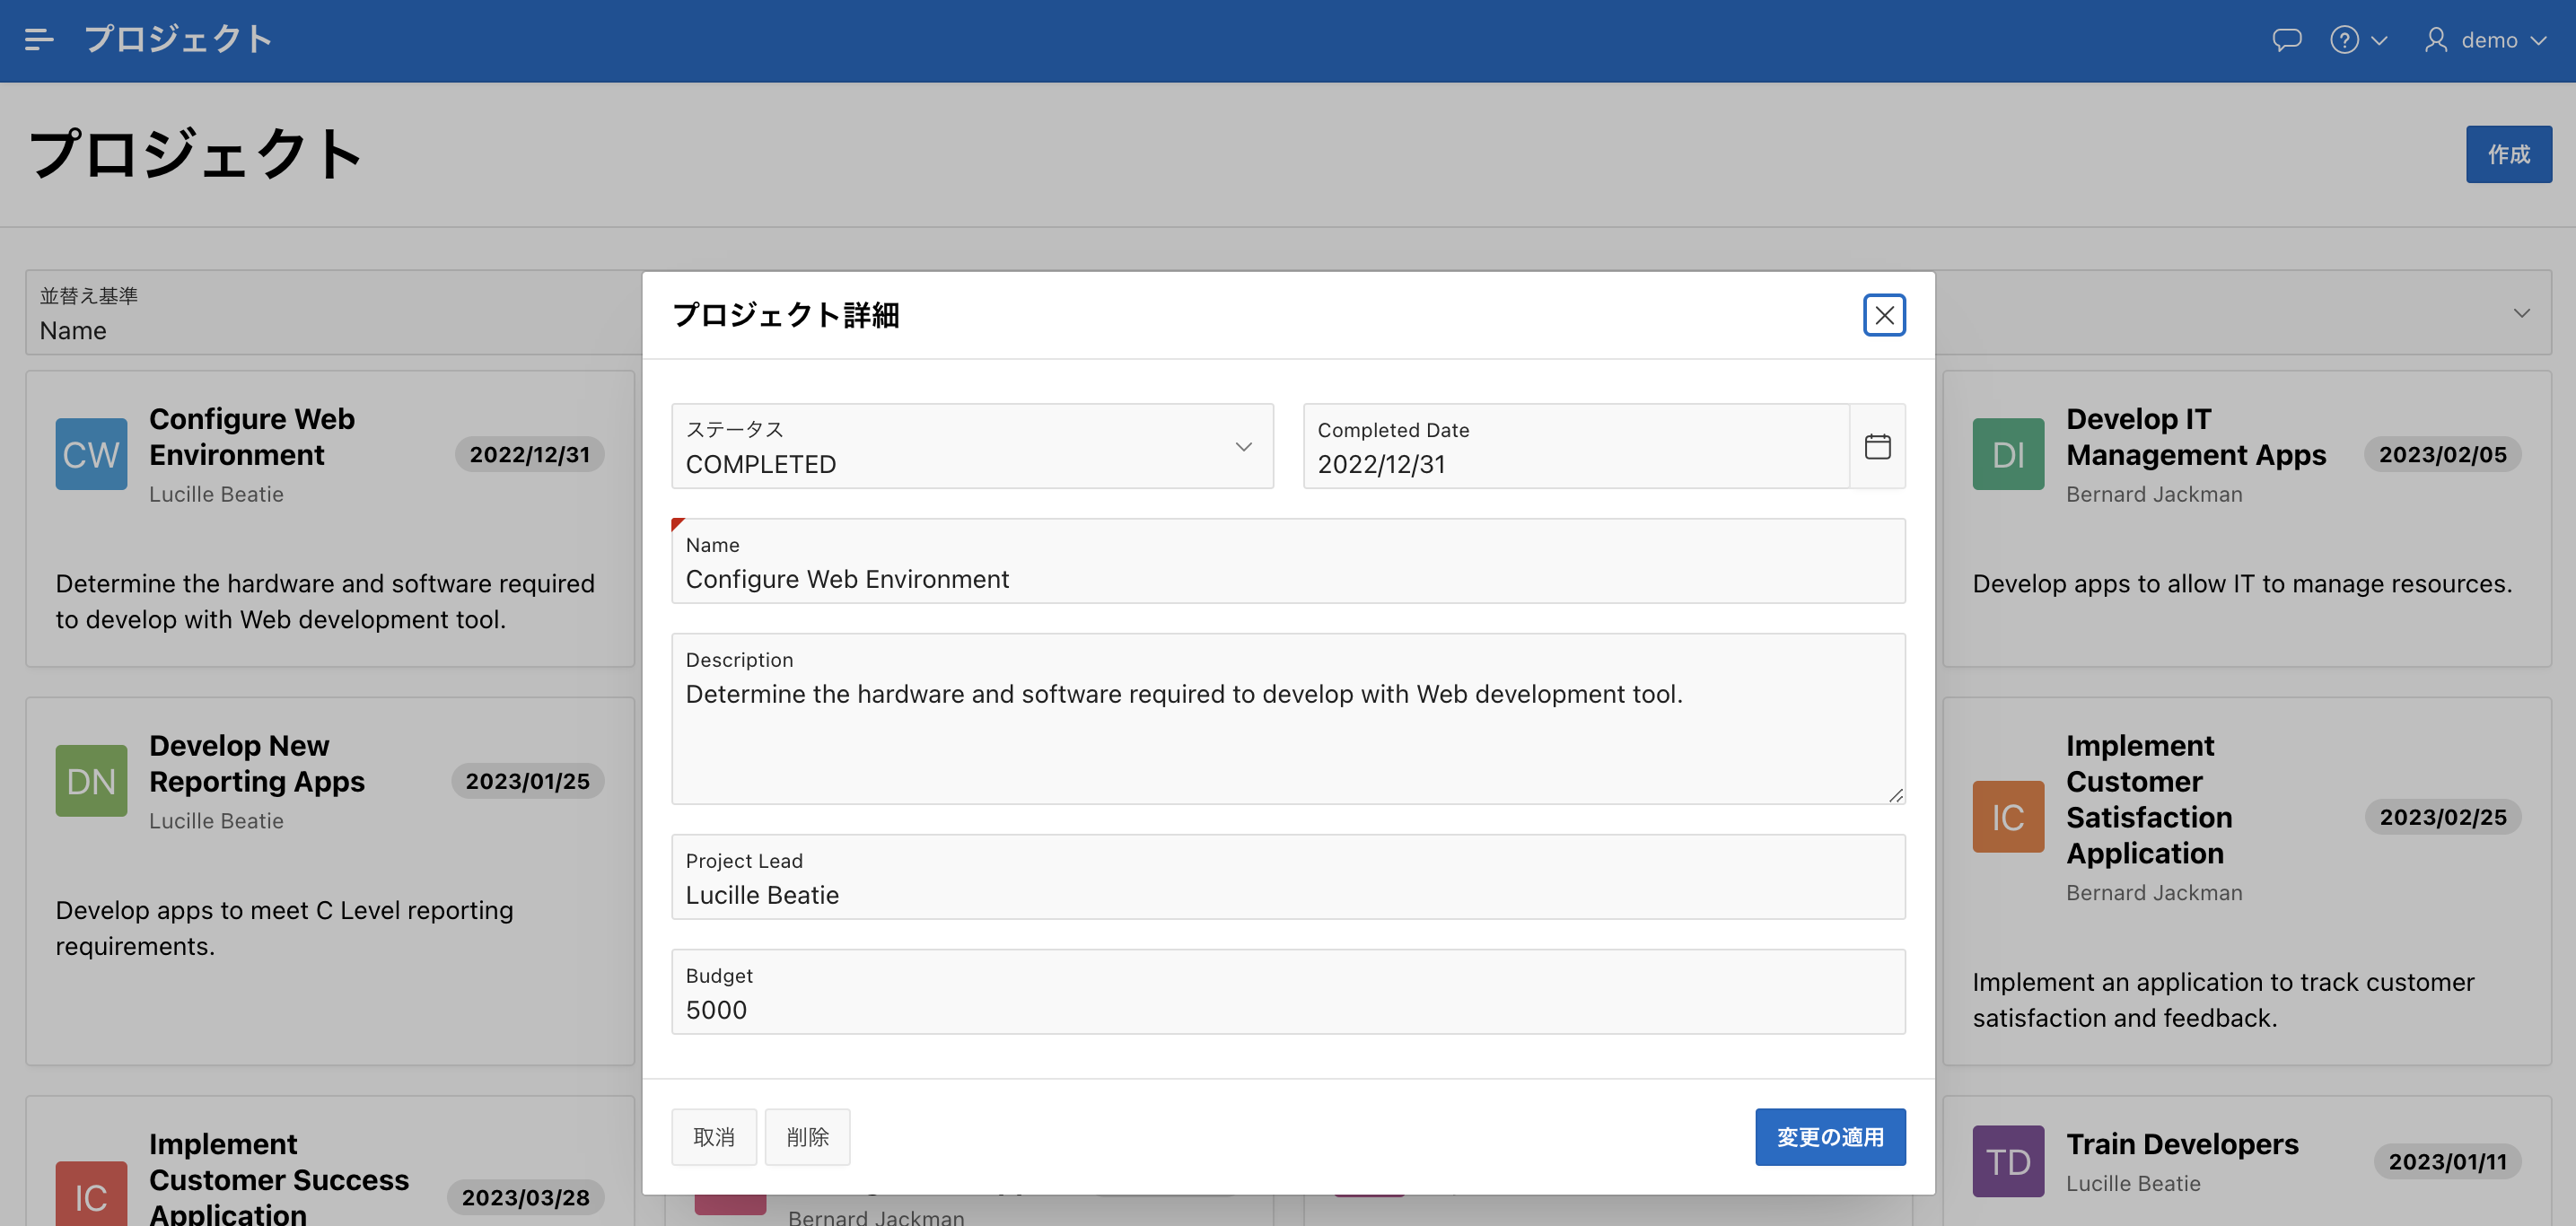 プロジェクト
demo
プロジェクト
作成
並替え基準
Name
CW
Configure Web
Environment
Lucille Beatie
2022/12/31
Determine the hardware and software required
to develop with Web development tool.
DN
Develop New
Reporting Apps
Lucille Beatie
2023/01/25
Develop apps to meet C Level reporting
requirements.
IC
Implement
Customer Success
Application
2023/03/28
プロジェクト詳細
ステータス
COMPLETED
Completed Date
2022/12/31
Name
Configure Web Environment
Description
Determine the hardware and software required to develop with Web development tool.
Project Lead
Lucille Beatie
Budget
5000
取消
削除
変更の適用
Bernard Jackman
DI
Develop IT
Management Apps
Bernard Jackman
2023/02/05
Develop apps to allow IT to manage resources.
IC
Implement
Customer
Satisfaction
Application
Bernard Jackman
2023/02/25
Implement an application to track customer
satisfaction and feedback.
TD
Train Developers
Lucille Beatie
2023/01/11